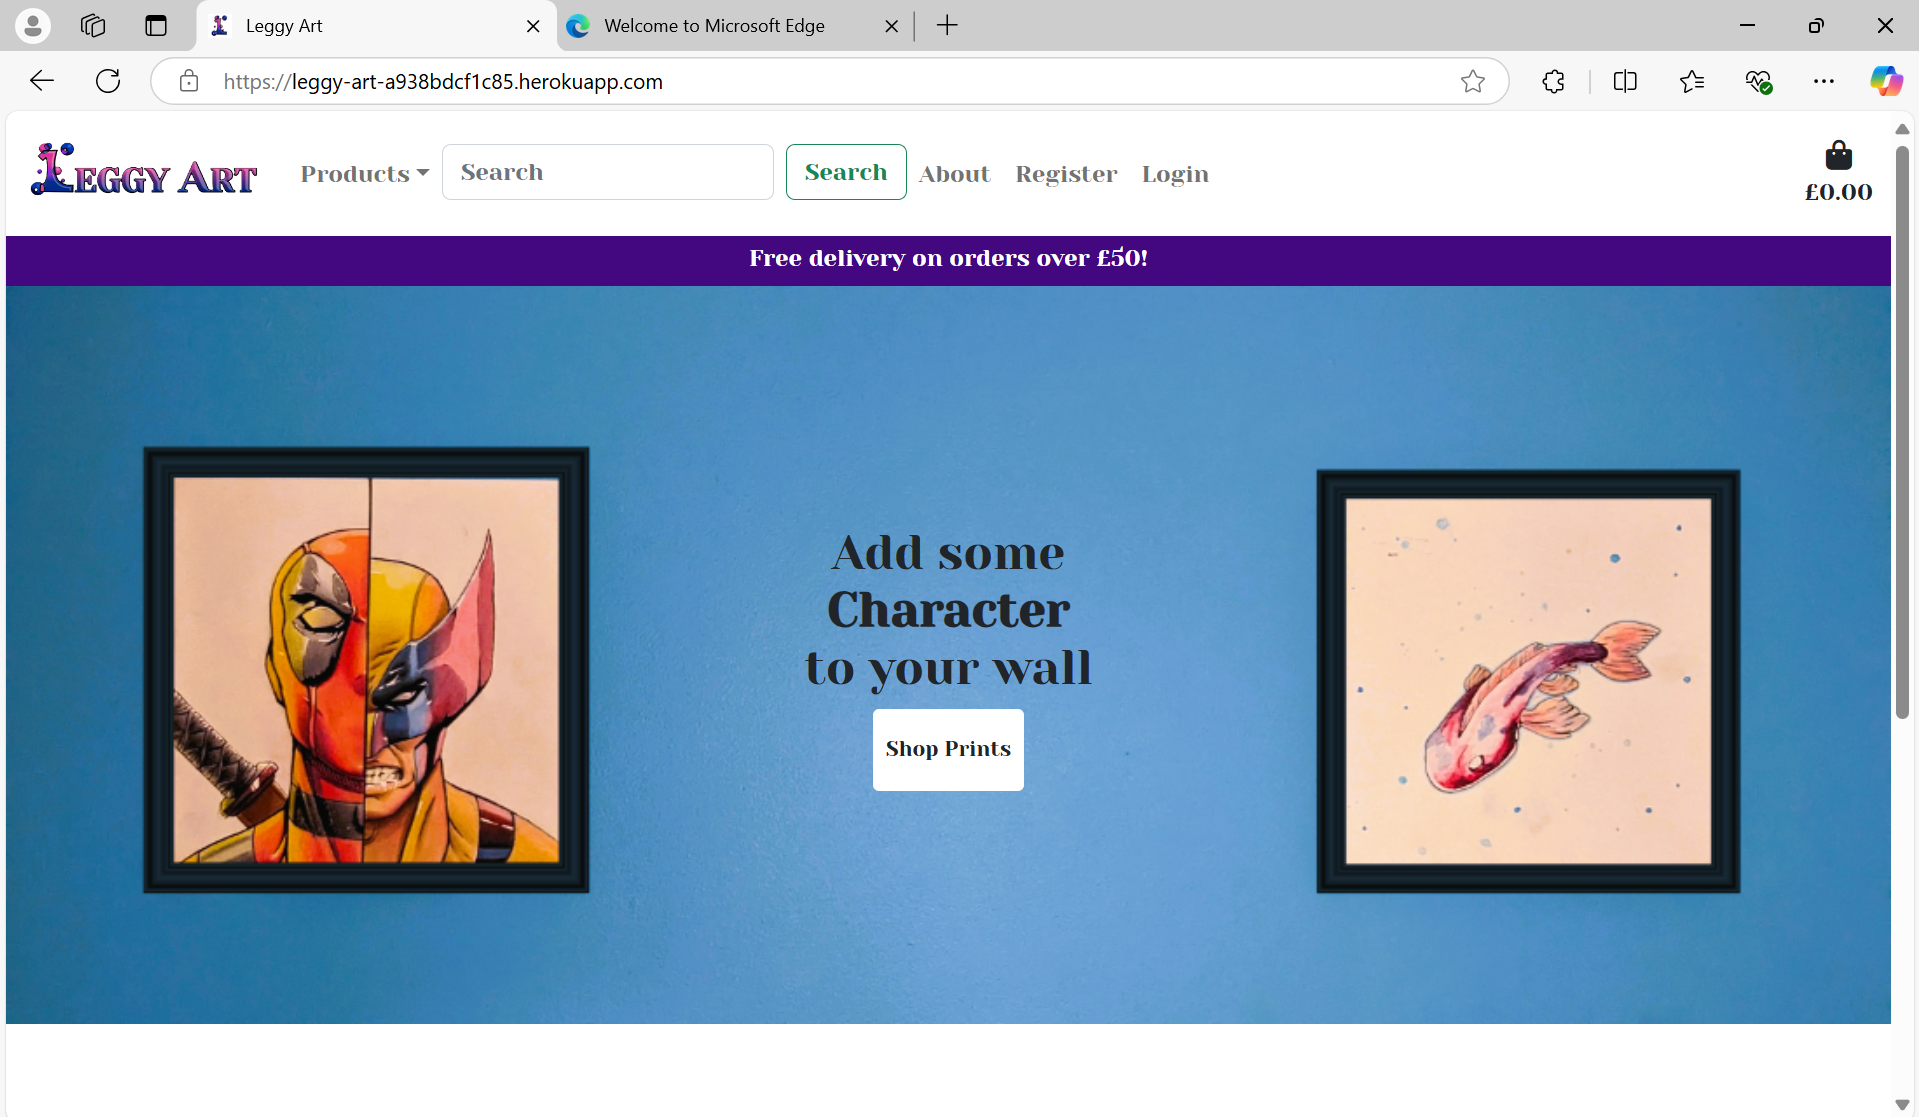 Leggy Art
Welcome to Microsoft Edge
https://leggy-art-a938bdcf1c85.herokuapp.com
LEGGY ART
Products
Search
Search
About
Register
Login
£0.00
Free delivery on orders over £50!
Add some
Character
to your wall
Shop Prints